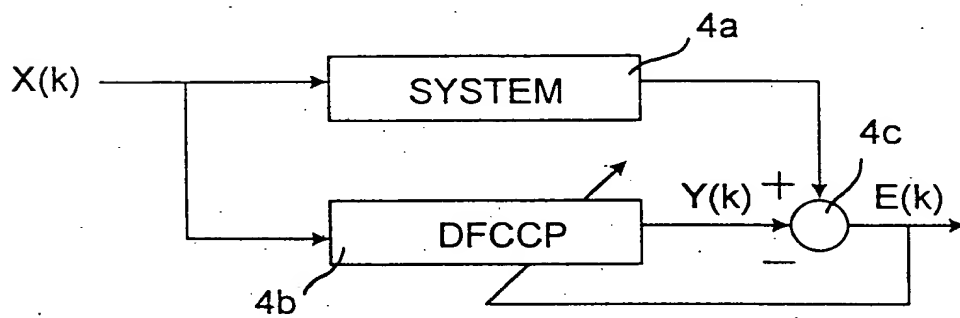 4a
X(k)
SYSTEM
4c
Y(k)
+
E(k)
DFCCP
−
4b